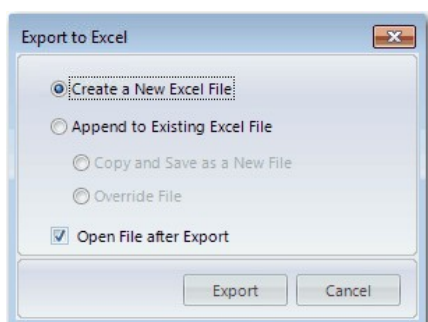 Export to Excel
Create a New Excel File
Append to Existing Excel File
Copy and Save as a New File
Override File
Open File after Export
Export Cancel